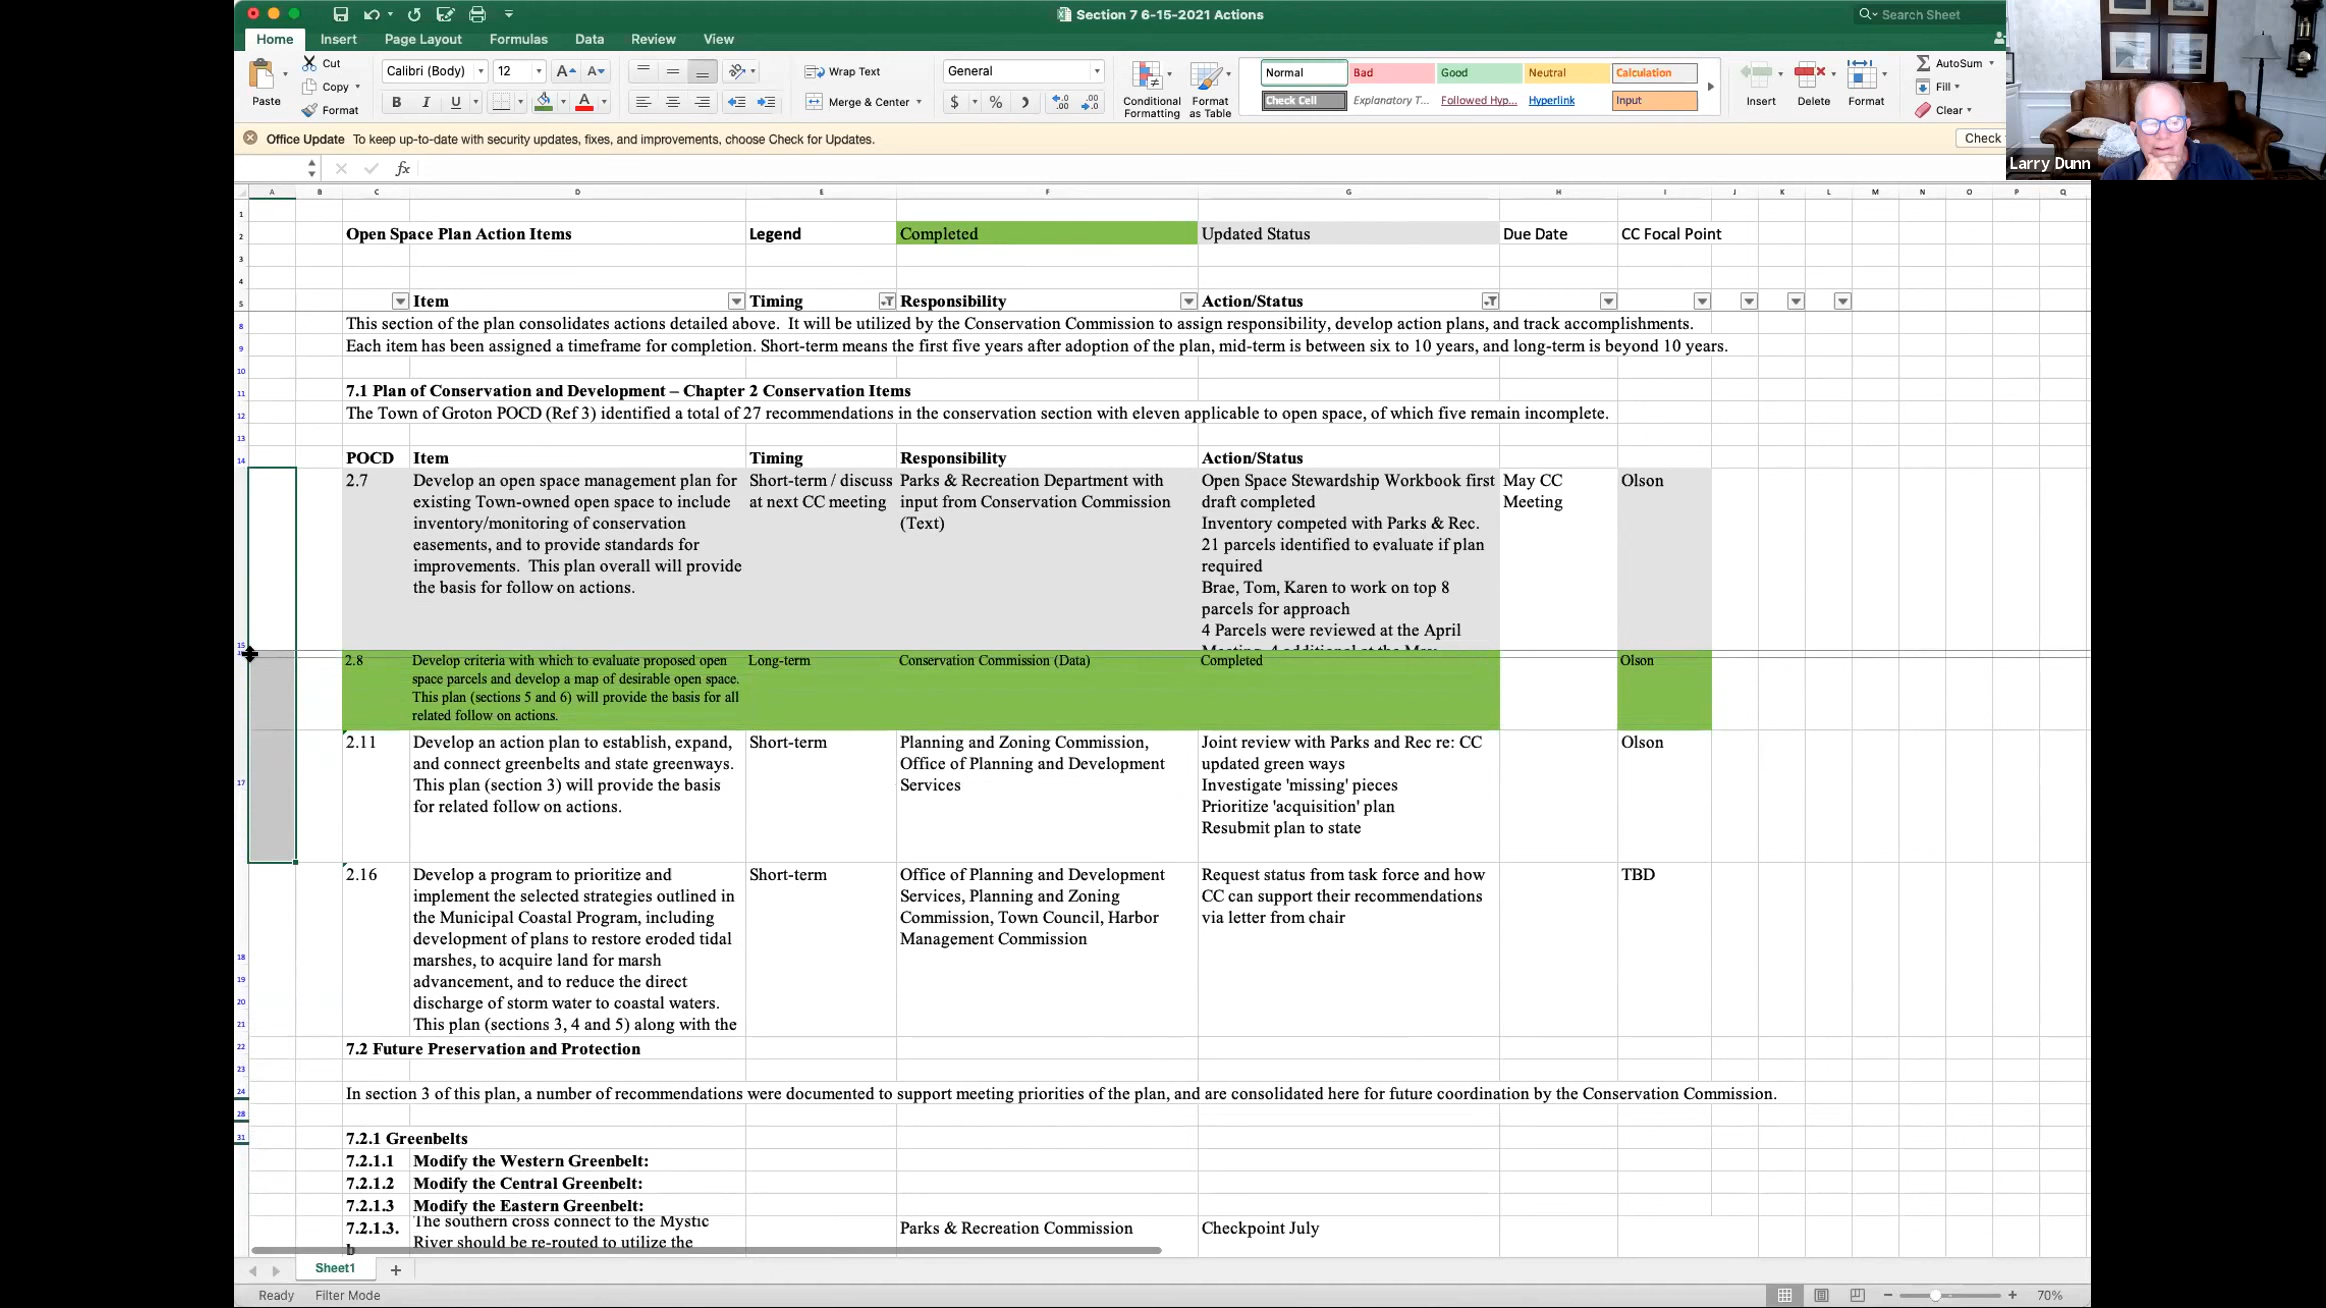 Section 7 6-15-2021 Actions
Search Sheet
Home Insert Page Layout Formulas Data Review View
Paste
Cut
Copy
Format
Calibri (Body) 12
B I U
Wrap Text
Merge & Center
General
$ %
Conditional Formatting
Format as Table
Normal Bad Good Neutral Calculation
Check Cell Explanatory T... Followed Hyp... Hyperlink Input
Insert Delete Format
AutoSum
Fill
Clear
Larry Dunn
Office Update To keep up-to-date with security updates, fixes, and improvements, choose Check for Updates.
Check
fx
A B C D E F G H I J K L M N O P Q
1
2 Open Space Plan Action Items Legend Completed Updated Status Due Date CC Focal Point
3
4
5 Item Timing Responsibility Action/Status
8 This section of the plan consolidates actions detailed above. It will be utilized by the Conservation Commission to assign responsibility, develop action plans, and track accomplishments.
9 Each item has been assigned a timeframe for completion. Short-term means the first five years after adoption of the plan, mid-term is between six to 10 years, and long-term is beyond 10 years.
10
11 7.1 Plan of Conservation and Development – Chapter 2 Conservation Items
12 The Town of Groton POCD (Ref 3) identified a total of 27 recommendations in the conservation section with eleven applicable to open space, of which five remain incomplete.
13
14 POCD Item Timing Responsibility Action/Status
2.7
Develop an open space management plan for
existing Town-owned open space to include
inventory/monitoring of conservation
easements, and to provide standards for
improvements. This plan overall will provide
the basis for follow on actions.
Short-term / discuss
at next CC meeting
Parks & Recreation Department with
input from Conservation Commission
(Text)
Open Space Stewardship Workbook first
draft completed
Inventory competed with Parks & Rec.
21 parcels identified to evaluate if plan
required
Brae, Tom, Karen to work on top 8
parcels for approach
4 Parcels were reviewed at the April
Meeting, 4 additional at the May
May CC
Meeting
Olson
15
2.8
Develop criteria with which to evaluate proposed open
space parcels and develop a map of desirable open space.
This plan (sections 5 and 6) will provide the basis for all
related follow on actions.
Long-term
Conservation Commission (Data)
Completed
Olson
2.11
Develop an action plan to establish, expand,
and connect greenbelts and state greenways.
This plan (section 3) will provide the basis
for related follow on actions.
Short-term
Planning and Zoning Commission,
Office of Planning and Development
Services
Joint review with Parks and Rec re: CC
updated green ways
Investigate 'missing' pieces
Prioritize 'acquisition' plan
Resubmit plan to state
Olson
17
2.16
Develop a program to prioritize and
implement the selected strategies outlined in
the Municipal Coastal Program, including
development of plans to restore eroded tidal
marshes, to acquire land for marsh
advancement, and to reduce the direct
discharge of storm water to coastal waters.
This plan (sections 3, 4 and 5) along with the
Short-term
Office of Planning and Development
Services, Planning and Zoning
Commission, Town Council, Harbor
Management Commission
Request status from task force and how
CC can support their recommendations
via letter from chair
TBD
18
19
20
21
22 7.2 Future Preservation and Protection
23
24 In section 3 of this plan, a number of recommendations were documented to support meeting priorities of the plan, and are consolidated here for future coordination by the Conservation Commission.
28
31 7.2.1 Greenbelts
7.2.1.1 Modify the Western Greenbelt:
7.2.1.2 Modify the Central Greenbelt:
7.2.1.3 Modify the Eastern Greenbelt:
7.2.1.3.
b
The southern cross connect to the Mystic
River should be re-routed to utilize the
Parks & Recreation Commission
Checkpoint July
Sheet1
Ready Filter Mode
70%